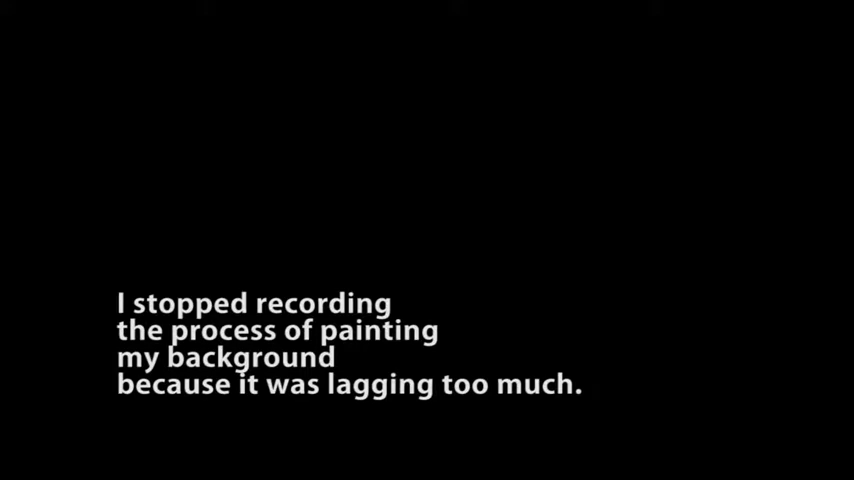 I stopped recording
the process of painting
my background
because it was lagging too much.